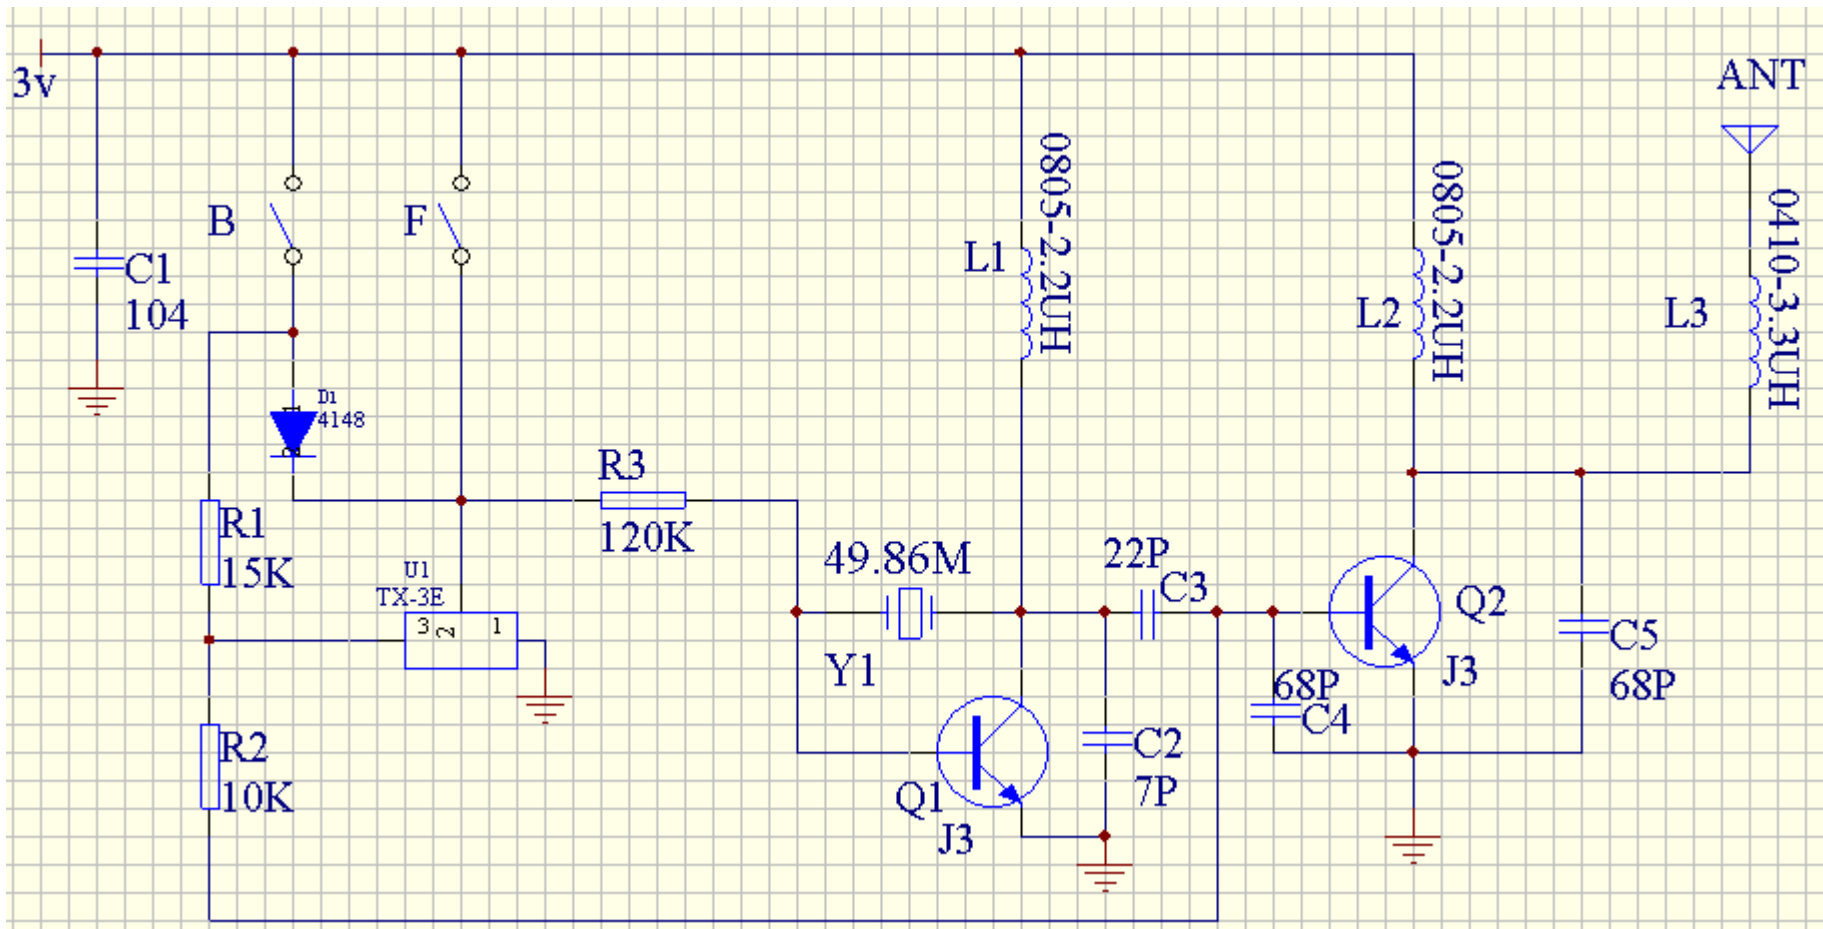 3v
ANT
B
F
C1
104
L1
0805-2.2UH
L2
0805-2.2UH
L3
0410-3.3UH
D1
4148
1
2
R3
120K
R1
15K
U1
TX-3E
3
2
1
49.86M
Y1
22P
C3
Q2
J3
C5
68P
68P
C4
R2
10K
C2
7P
Q1
J3